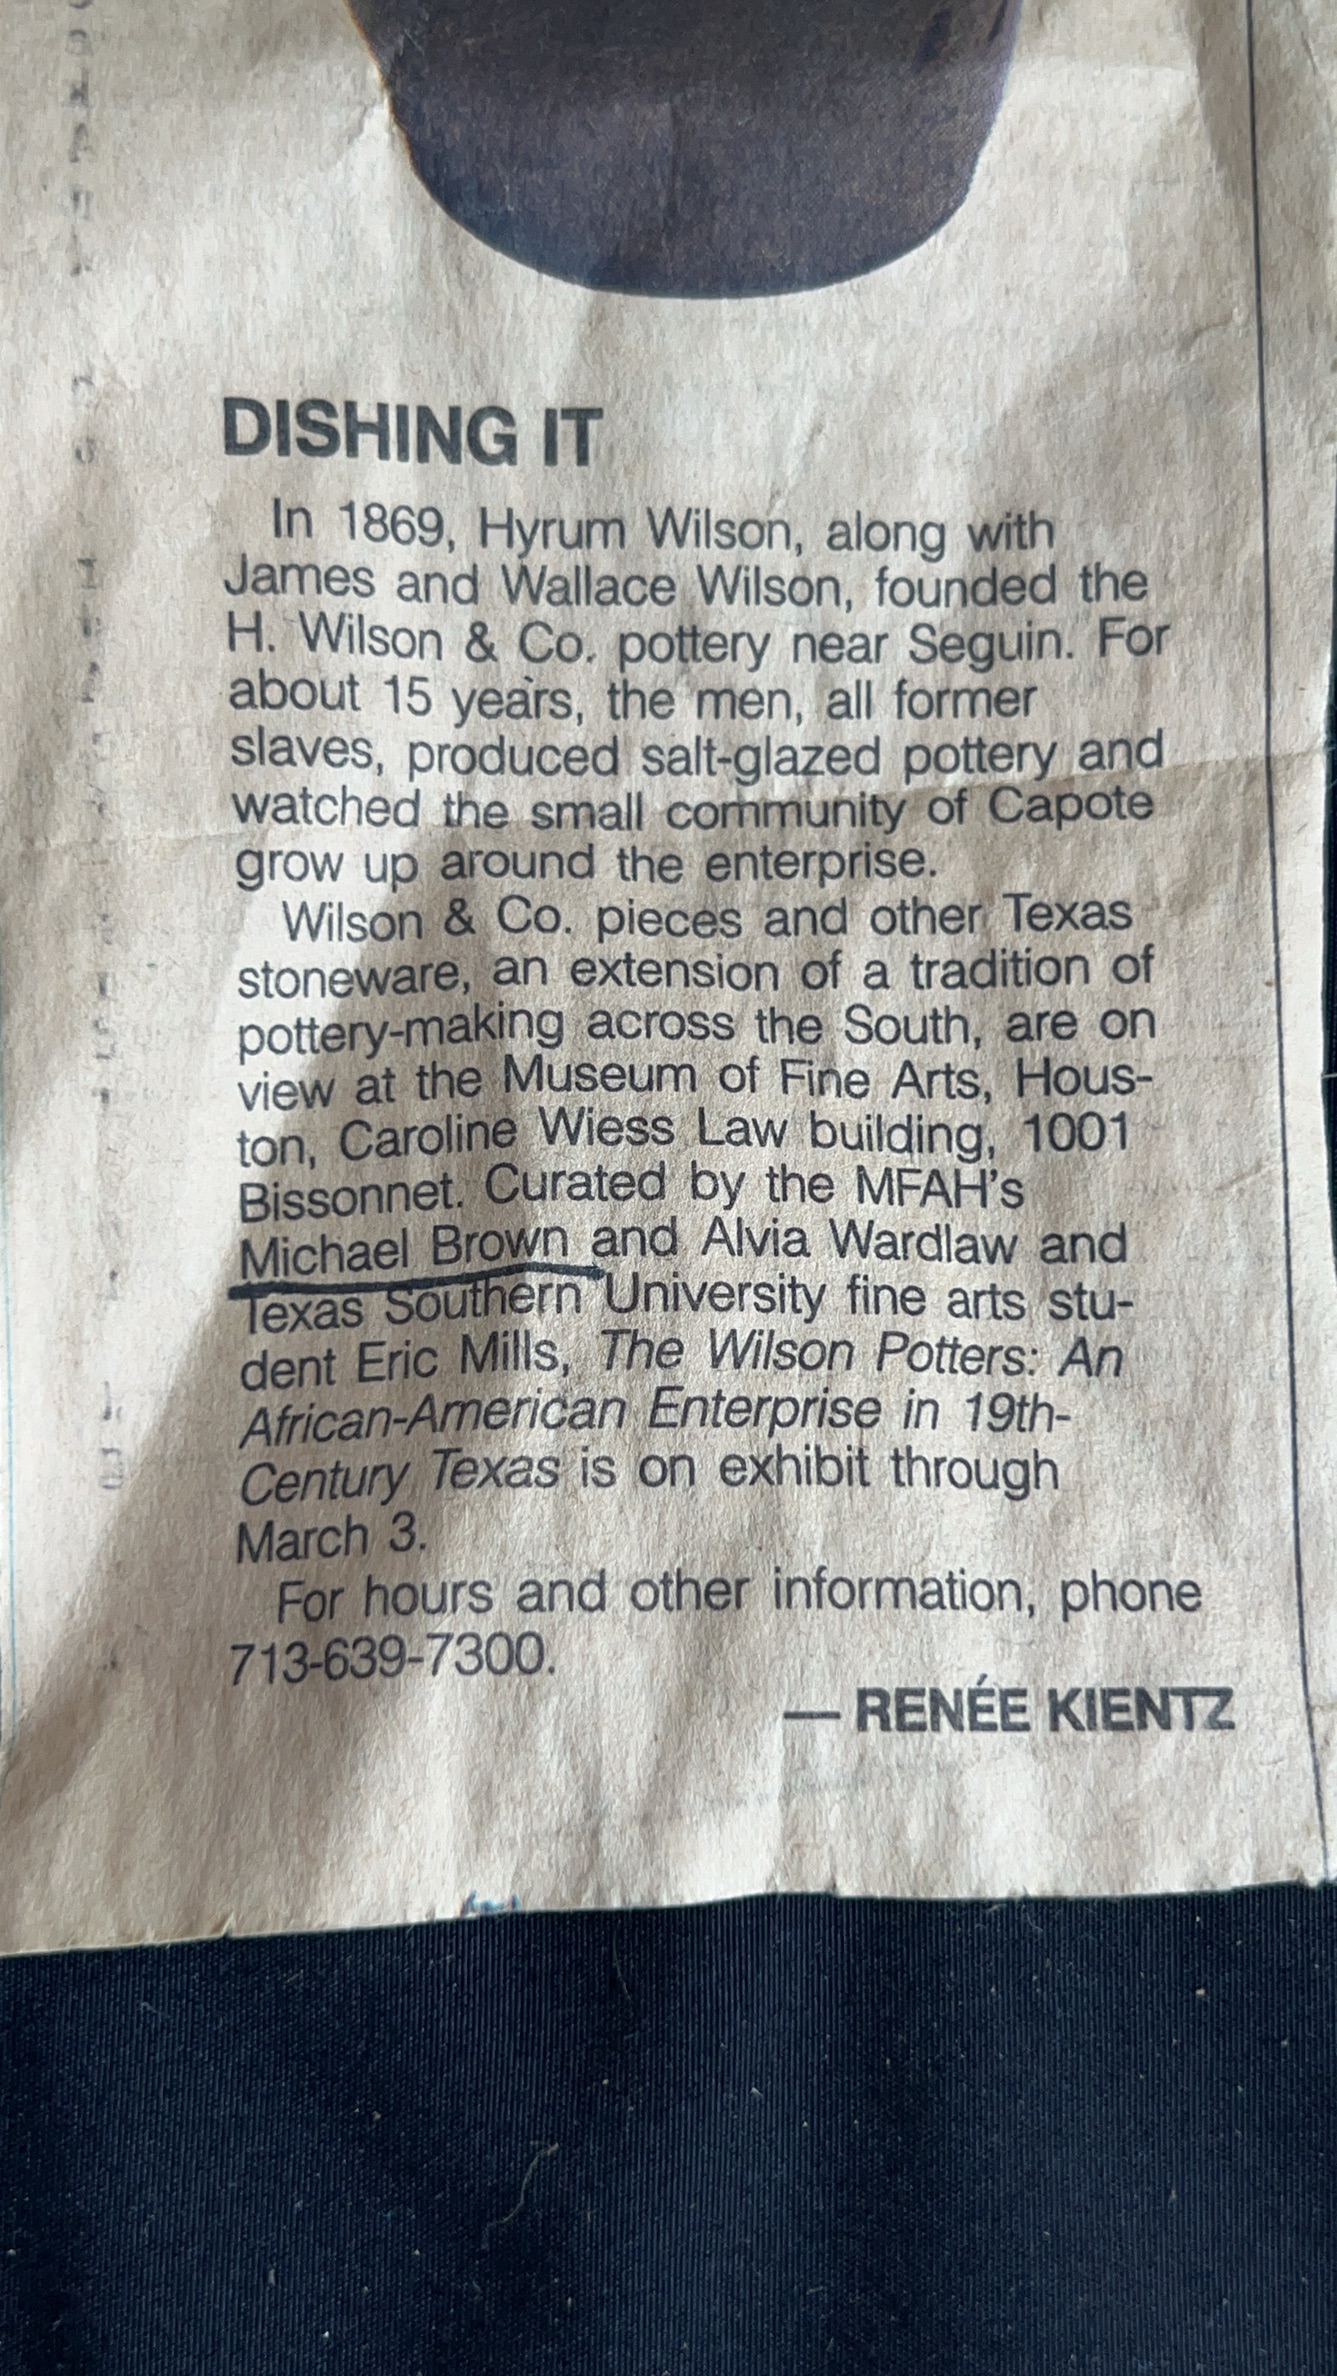 DISHING IT
In 1869, Hyrum Wilson, along with
James and Wallace Wilson, founded the
H. Wilson & Co. pottery near Seguin. For
about 15 years, the men, all former
slaves, produced salt-glazed pottery and
watched the small community of Capote
grow up around the enterprise.
Wilson & Co. pieces and other Texas
stoneware, an extension of a tradition of
pottery-making across the South, are on
view at the Museum of Fine Arts, Hous-
ton, Caroline Wiess Law building, 1001
Bissonnet. Curated by the MFAH's
Michael Brown and Alvia Wardlaw and
Texas Southern University fine arts stu-
dent Eric Mills, The Wilson Potters: An
African-American Enterprise in 19th-
Century Texas is on exhibit through
March 3.
For hours and other information, phone
713-639-7300.
— RENÉE KIENTZ